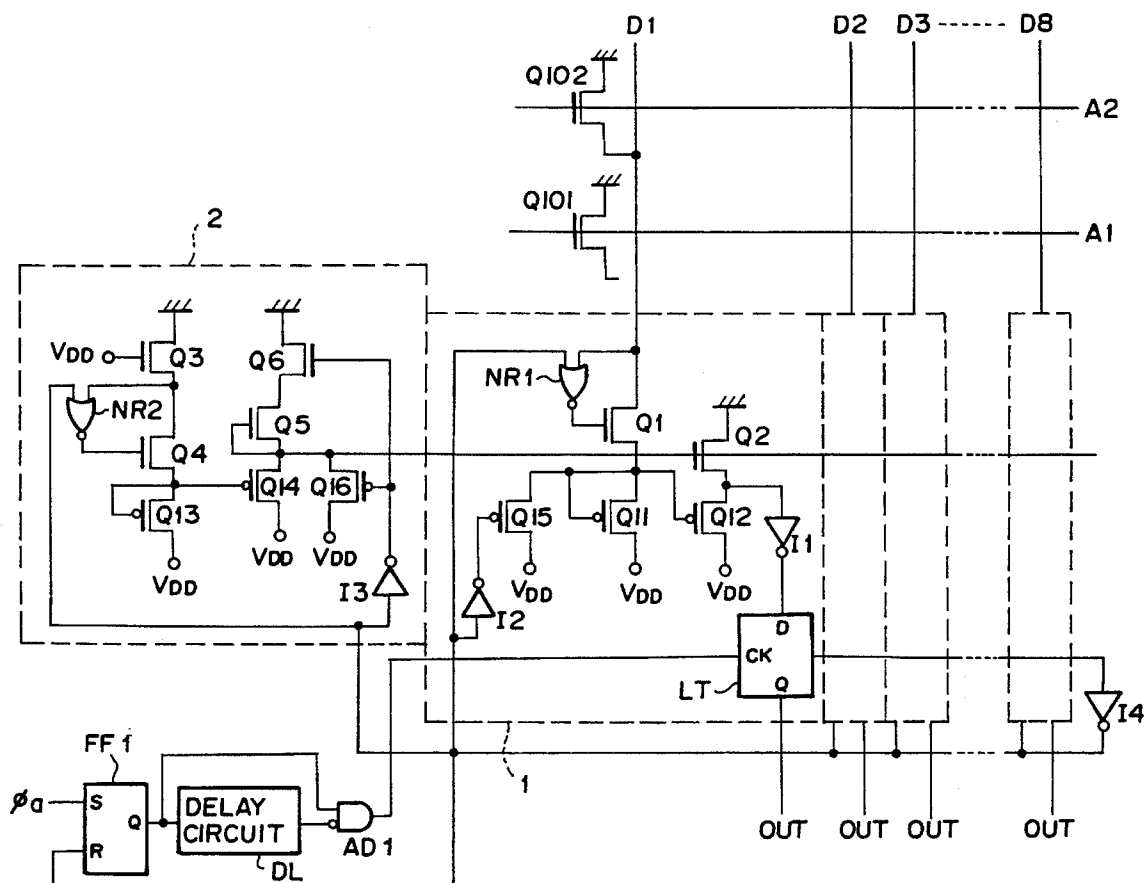 D1 D2 D3 D8
Q102
A2
Q101
A1
2
VDD Q3 Q6
NR2 NR1
Q5 Q1 Q2
Q4
Q14 Q16
Q13 Q15 Q11 Q12
I1
VDD VDD
VDD VDD VDD VDD
I3 I2
D
CK
LT Q
I4
FF1 1
øa S Q DELAY CIRCUIT
R AD1
DL
OUT OUT OUT OUT